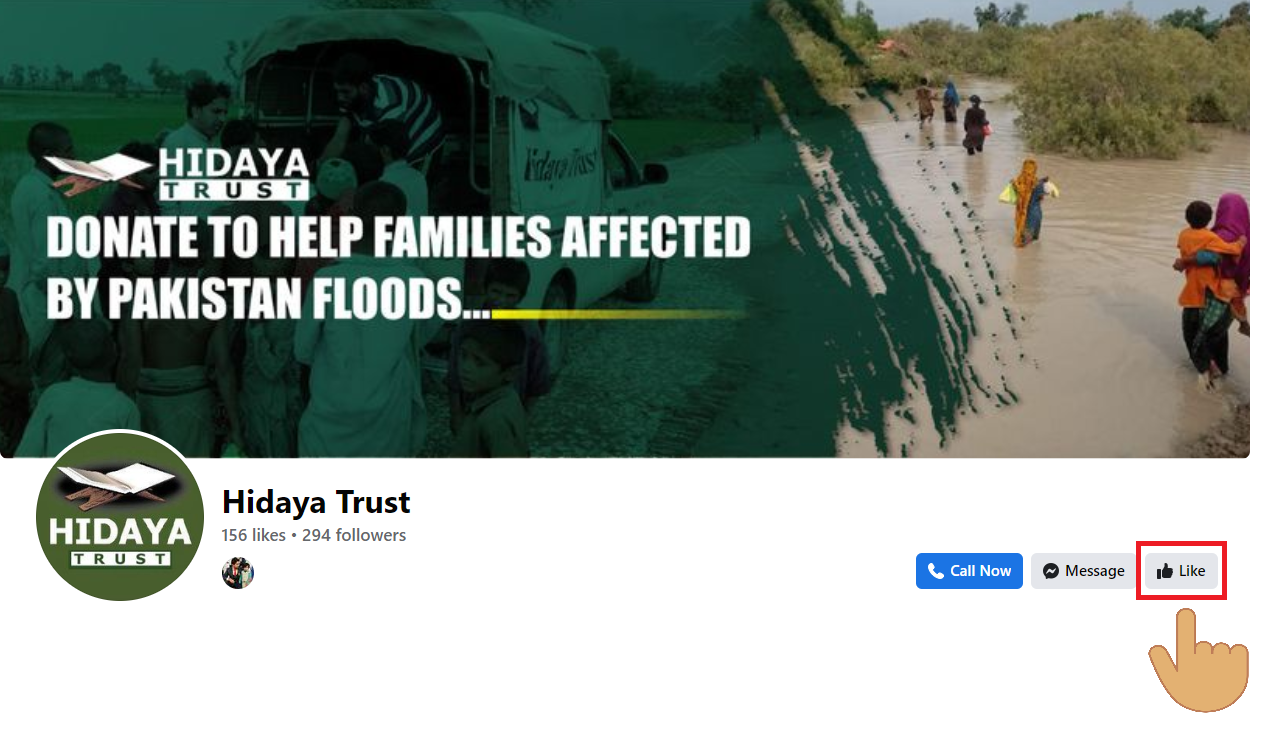 HIDAYA
TRUST
Hidaya Trust
DONATE TO HELP FAMILIES AFFECTED
BY PAKISTAN FLOODS...
HIDAYA
TRUST
Hidaya Trust
156 likes • 294 followers
Call Now
Message
Like